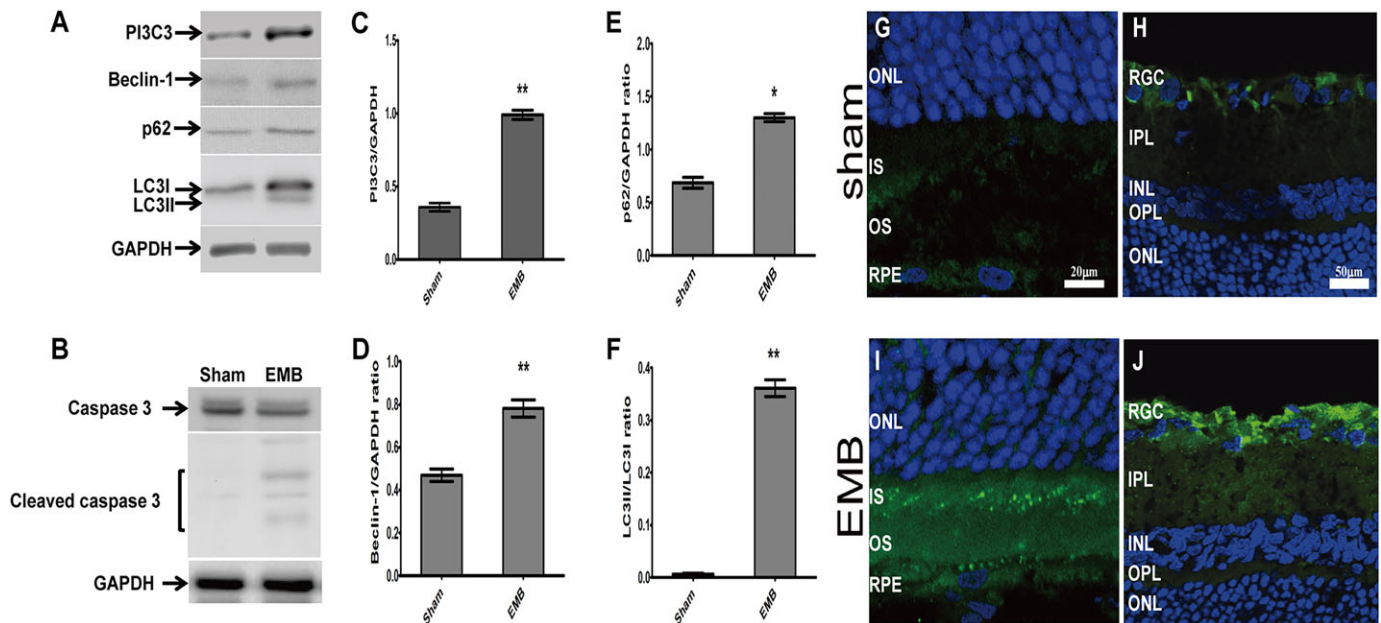 A
PI3C3
Beclin-1
p62
LC3I
LC3II
GAPDH
B
Sham EMB
Caspase 3
Cleaved caspase 3
GAPDH
C
PI3C3/GAPDH
1.5
1.0
0.5
0.0
**
Sham
EMB
D
Beclin-1/GAPDH ratio
1.0
0.8
0.6
0.4
0.2
0.0
**
Sham
EMB
E
p62/GAPDH ratio
2.0
1.5
1.0
0.5
0.0
*
sham
EMB
F
LC3II/LC3I ratio
0.4
0.3
0.2
0.1
0.0
**
Sham
EMB
sham
G
ONL
IS
OS
RPE
20μm
H
RGC
IPL
INL
OPL
ONL
50μm
EMB
I
ONL
IS
OS
RPE
J
RGC
IPL
INL
OPL
ONL